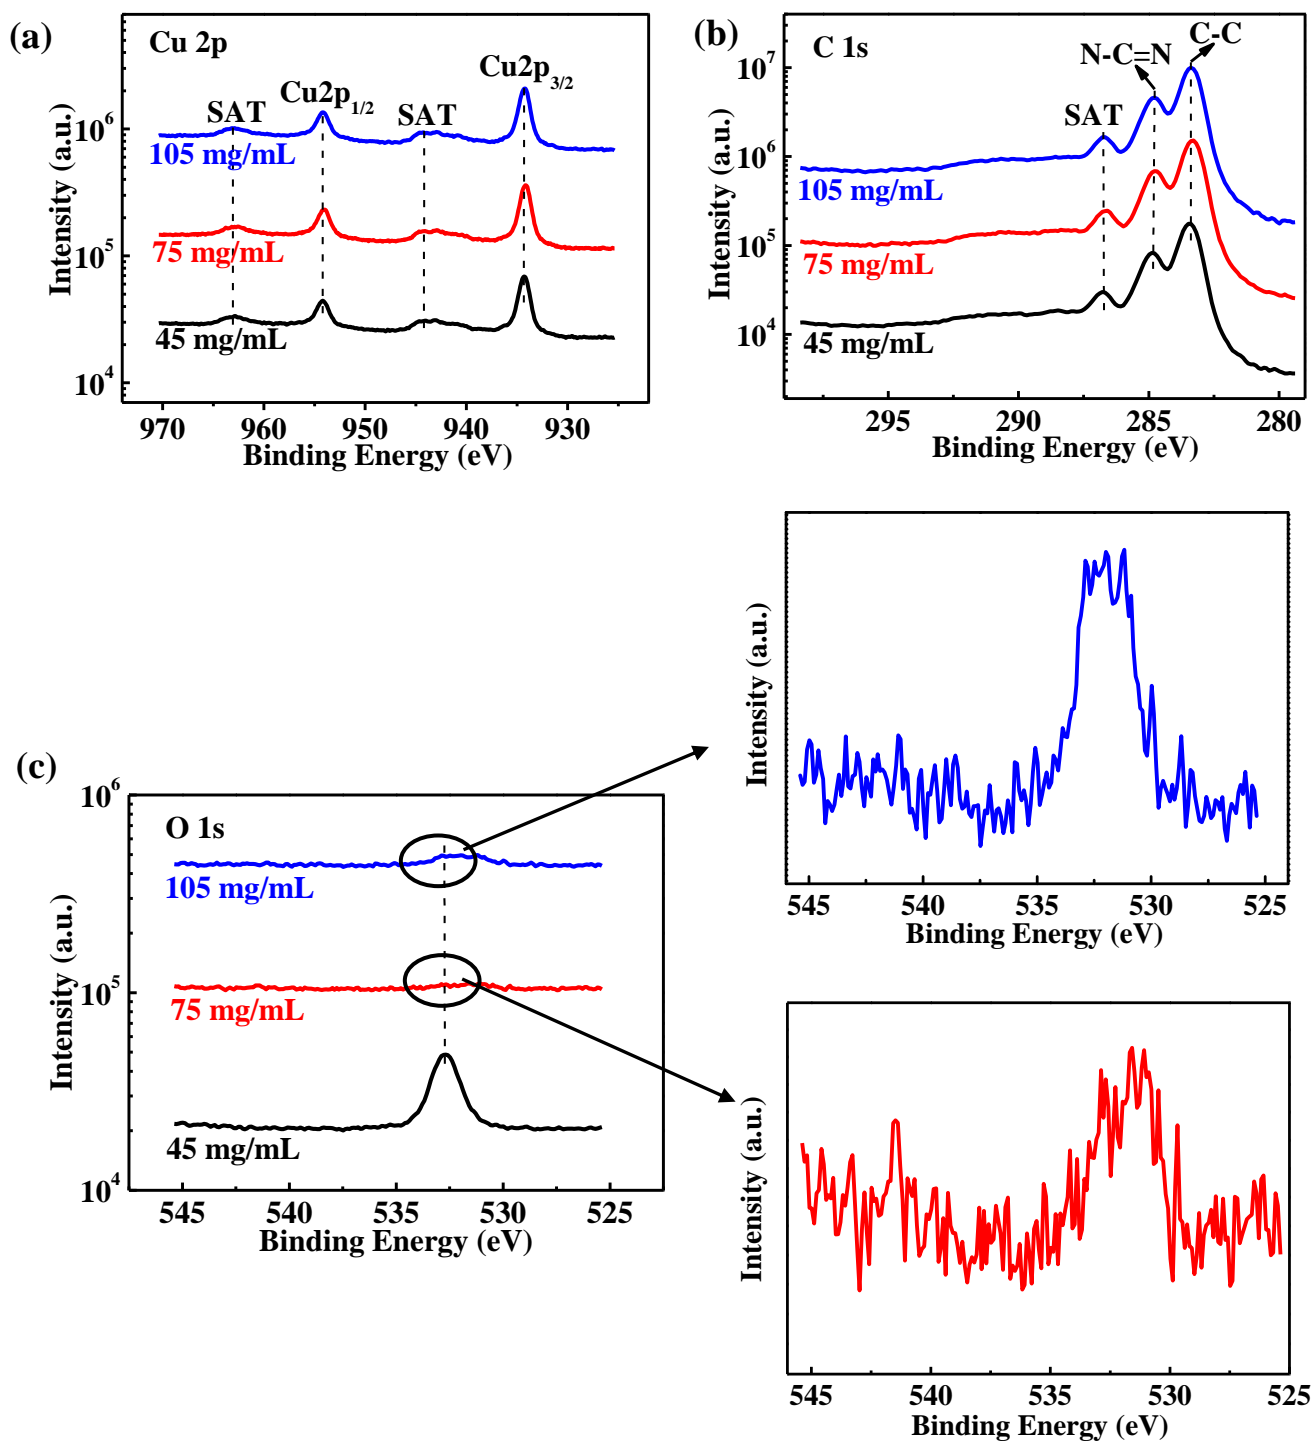 (a)
Cu 2p
SAT
Cu2p1/2
SAT
Cu2p3/2
105 mg/mL
75 mg/mL
45 mg/mL
10^6
10^5
10^4
Intensity (a.u.)
970 960 950 940 930
Binding Energy (eV)
(b)
C 1s
C-C
N-C=N
SAT
105 mg/mL
75 mg/mL
45 mg/mL
10^7
10^6
10^5
10^4
Intensity (a.u.)
295 290 285 280
Binding Energy (eV)
(c)
O 1s
105 mg/mL
75 mg/mL
45 mg/mL
10^6
10^5
10^4
Intensity (a.u.)
545 540 535 530 525
Binding Energy (eV)
Intensity (a.u.)
545 540 535 530 525
Binding Energy (eV)
Intensity (a.u.)
545 540 535 530 525
Binding Energy (eV)